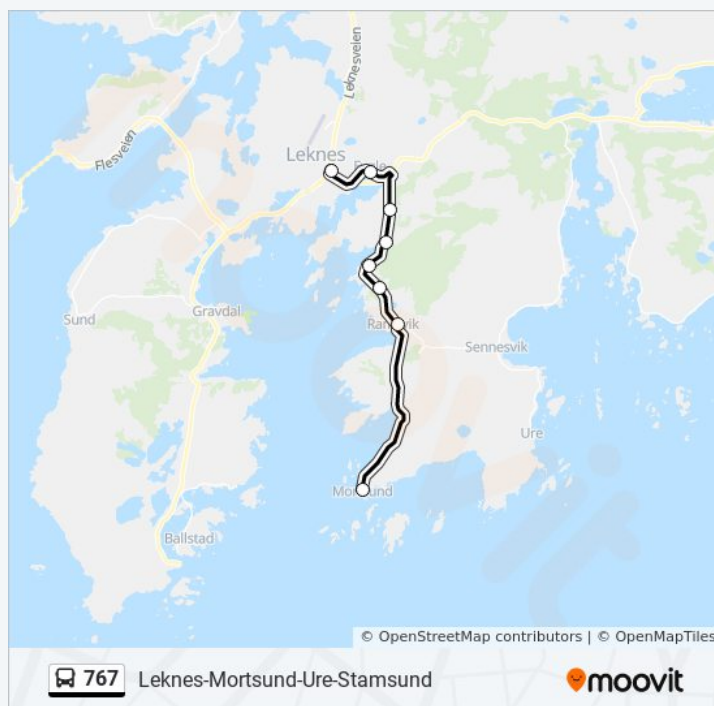 Leknesveien
Flesveien
Leknes
Sund
Gravdal
Sennesvik
Ure
Mortsund
Ballstad
© OpenStreetMap contributors | © OpenMapTiles
767 Leknes-Mortsund-Ure-Stamsund
moovit